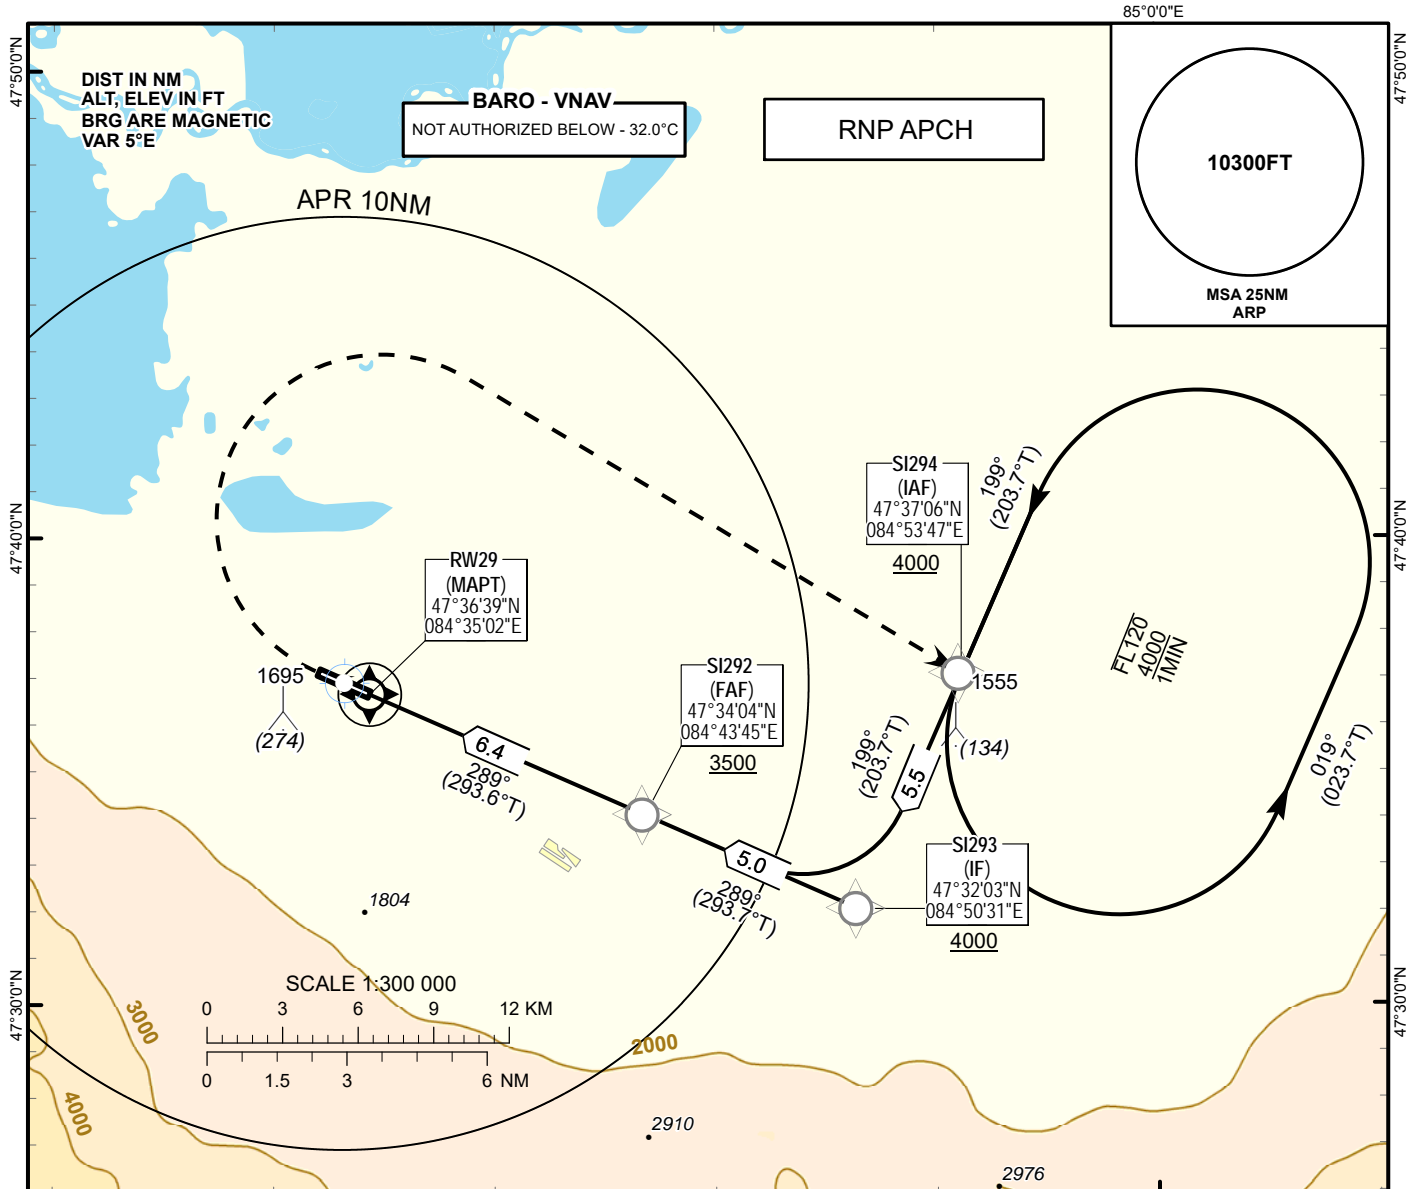 85°0'0"E
47°50'0"N
47°50'0"N
DIST IN NM
ALT, ELEV IN FT
BRG ARE MAGNETIC
VAR 5°E
BARO - VNAV
NOT AUTHORIZED BELOW - 32.0°C
RNP APCH
10300FT
MSA 25NM
ARP
APR 10NM
199°
(203.7°T)
SI294
(IAF)
47°37'06"N
084°53'47"E
4000
47°40'0"N
47°40'0"N
RW29
(MAPT)
47°36'39"N
084°35'02"E
FL120
4000
1MIN
1695
(274)
SI292
(FAF)
47°34'04"N
084°43'45"E
3500
1555
(134)
199°
(203.7°T)
5.5
019°
(023.7°T)
6.4
289°
(293.6°T)
5.0
289°
(293.7°T)
SI293
(IF)
47°32'03"N
084°50'31"E
4000
1804
SCALE 1:300 000
0 3 6 9 12 KM
0 1.5 3 6 NM
47°30'0"N
47°30'0"N
3000
2000
4000
2910
2976